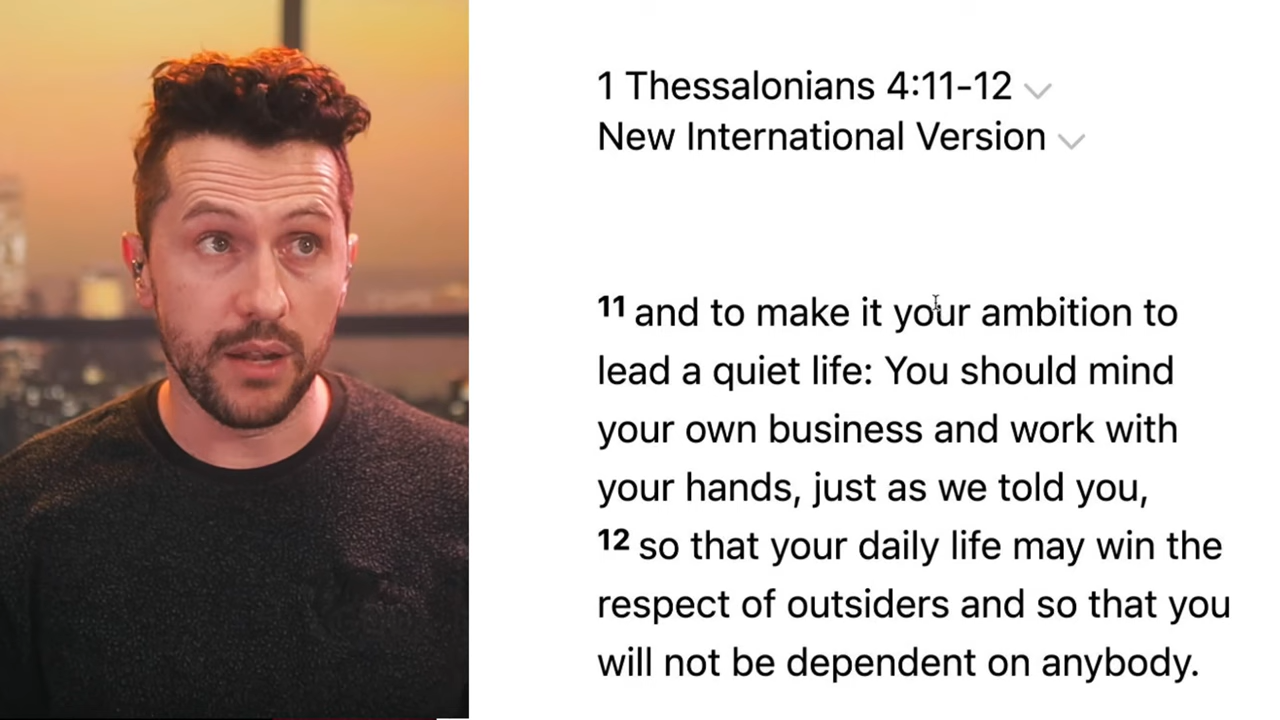 1 Thessalonians 4:11-12
New International Version
11 and to make it your ambition to
lead a quiet life: You should mind
your own business and work with
your hands, just as we told you,
12 so that your daily life may win the
respect of outsiders and so that you
will not be dependent on anybody.